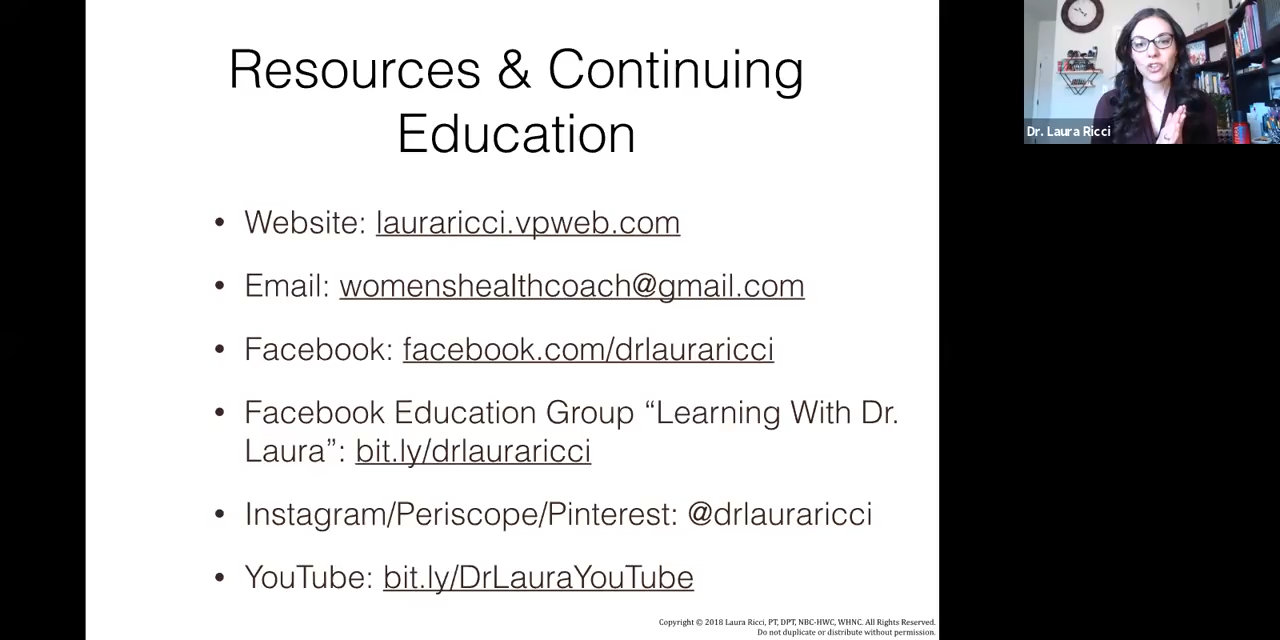 Resources & Continuing
Education
• Website: lauraricci.vpweb.com
• Email: womenshealthcoach@gmail.com
• Facebook: facebook.com/drlauraricci
• Facebook Education Group “Learning With Dr.
Laura”: bit.ly/drlauraricci
• Instagram/Periscope/Pinterest: @drlauraricci
• YouTube: bit.ly/DrLauraYouTube
Copyright © 2018 Laura Ricci, PT, DPT, NBC-HWC, WHNC. All Rights Reserved.
Do not duplicate or distribute without permission.
Dr. Laura Ricci